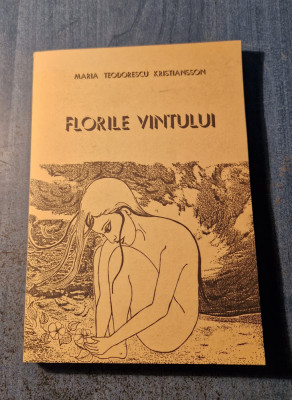 MARIA TEODORESCU KRISTIANSSON
FLORILE VINTULUI